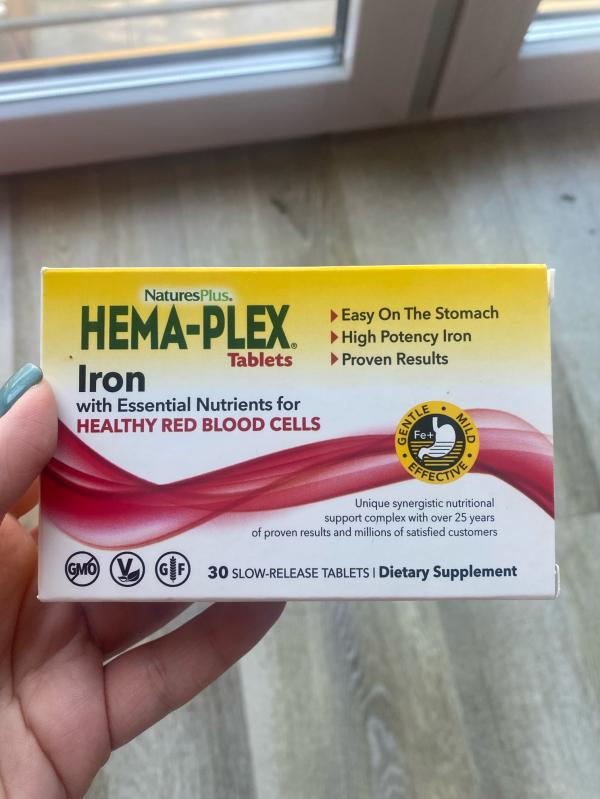 NaturesPlus.
HEMA-PLEX®
Tablets
Iron
with Essential Nutrients for
HEALTHY RED BLOOD CELLS
Easy On The Stomach
High Potency Iron
Proven Results
GENTLE • MILD • EFFECTIVE •
Fe+
Unique synergistic nutritional
support complex with over 25 years
of proven results and millions of satisfied customers
GMO
V
GF
30 SLOW-RELEASE TABLETS | Dietary Supplement